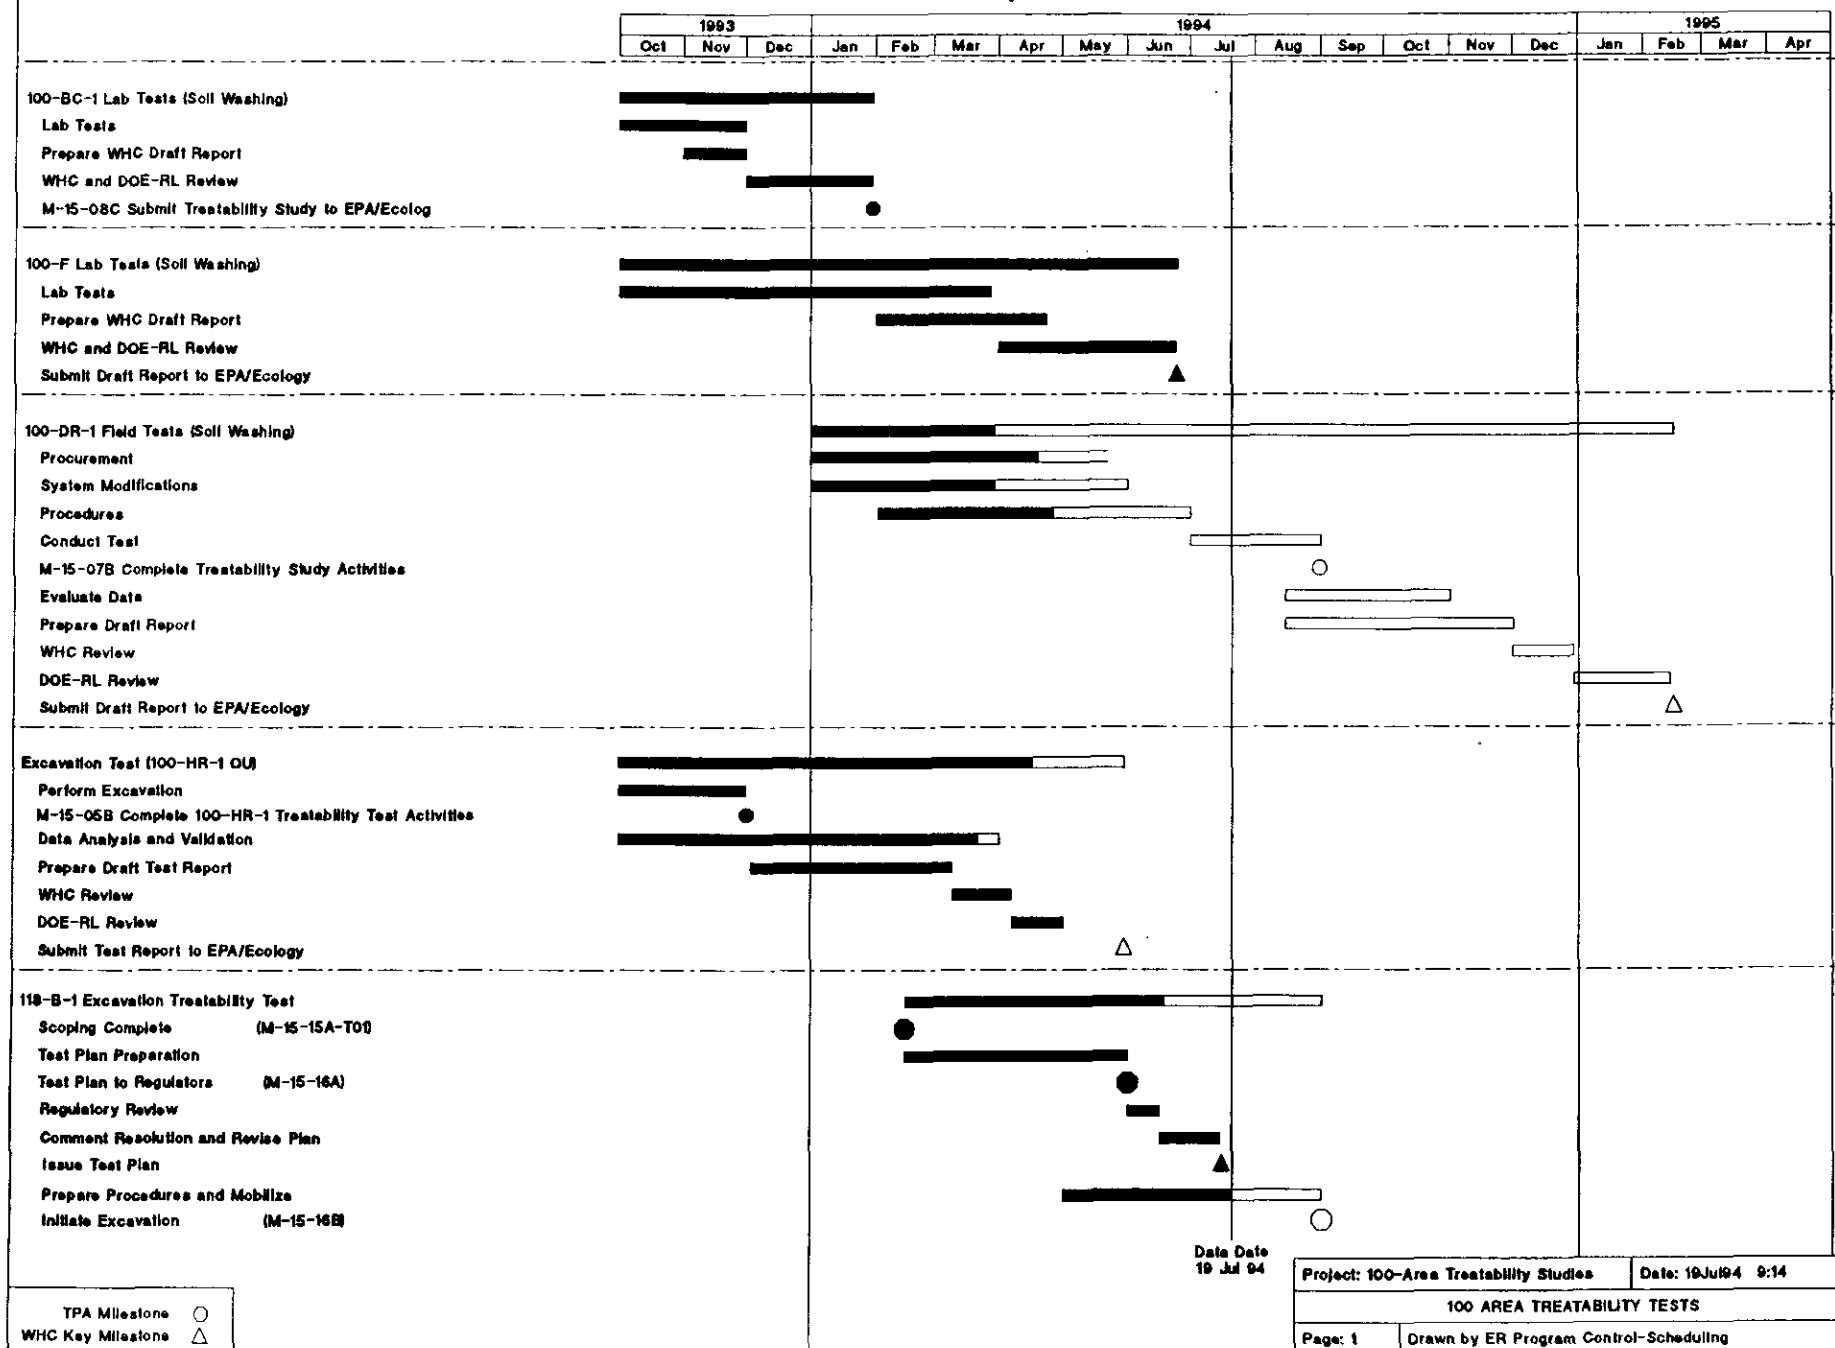 1993 1994 1995
Oct Nov Dec Jan Feb Mar Apr May Jun Jul Aug Sep Oct Nov Dec Jan Feb Mar Apr
100-BC-1 Lab Tests (Soil Washing)
Lab Tests
Prepare WHC Draft Report
WHC and DOE-RL Review
M-15-08C Submit Treatability Study to EPA/Ecolog
100-F Lab Tests (Soil Washing)
Lab Tests
Prepare WHC Draft Report
WHC and DOE-RL Review
Submit Draft Report to EPA/Ecology
100-DR-1 Field Tests (Soil Washing)
Procurement
System Modifications
Procedures
Conduct Test
M-15-07B Complete Treatability Study Activities
Evaluate Data
Prepare Draft Report
WHC Review
DOE-RL Review
Submit Draft Report to EPA/Ecology
Excavation Test (100-HR-1 OU)
Perform Excavation
M-15-05B Complete 100-HR-1 Treatability Test Activities
Data Analysis and Validation
Prepare Draft Test Report
WHC Review
DOE-RL Review
Submit Test Report to EPA/Ecology
118-B-1 Excavation Treatability Test
Scoping Complete (M-15-15A-T01)
Test Plan Preparation
Test Plan to Regulators (M-15-16A)
Regulatory Review
Comment Resolution and Revise Plan
Issue Test Plan
Prepare Procedures and Mobilize
Initiate Excavation (M-15-16B)
Data Date
19 Jul 94
Project: 100-Area Treatability Studies Date: 19Jul94 9:14
100 AREA TREATABILITY TESTS
Page: 1 Drawn by ER Program Control-Scheduling
TPA Milestone
WHC Key Milestone